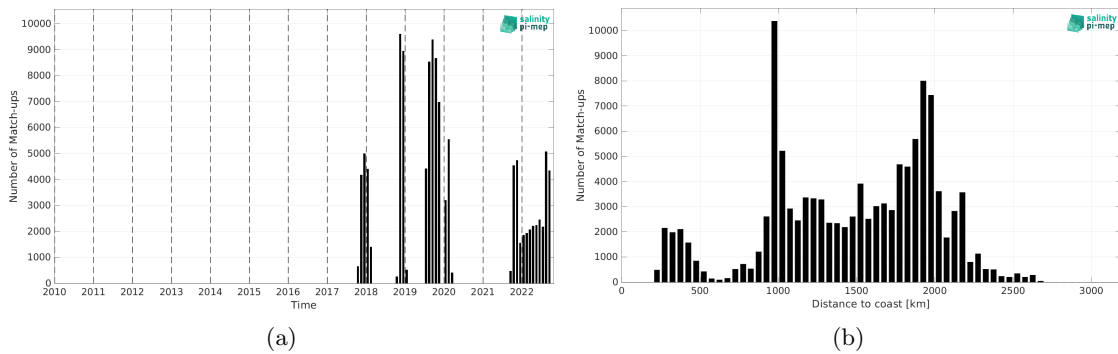 10000
9000
8000
7000
6000
5000
4000
3000
2000
1000
0
Number of Match-ups
2010 2011 2012 2013 2014 2015 2016 2017 2018 2019 2020 2021 2022
Time
salinity
pi-mep
(a)
10000
9000
8000
7000
6000
5000
4000
3000
2000
1000
0
Number of Match-ups
0 500 1000 1500 2000 2500 3000
Distance to coast [km]
salinity
pi-mep
(b)